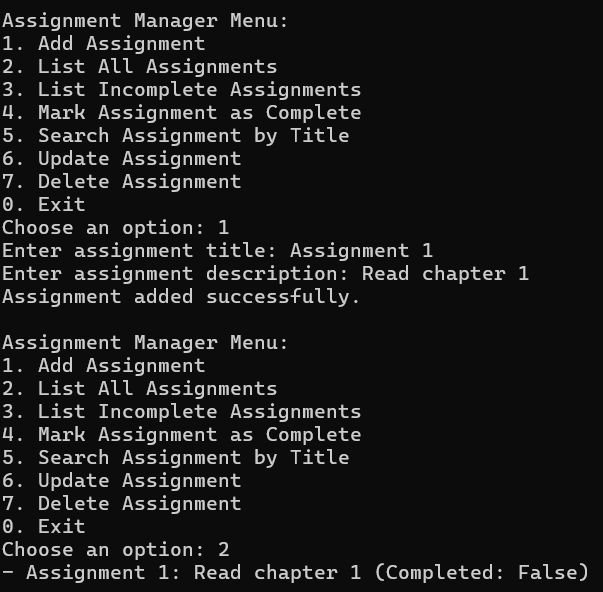 Assignment Manager Menu:
1. Add Assignment
2. List All Assignments
3. List Incomplete Assignments
4. Mark Assignment as Complete
5. Search Assignment by Title
6. Update Assignment
7. Delete Assignment
0. Exit
Choose an option: 1
Enter assignment title: Assignment 1
Enter assignment description: Read chapter 1
Assignment added successfully.

Assignment Manager Menu:
1. Add Assignment
2. List All Assignments
3. List Incomplete Assignments
4. Mark Assignment as Complete
5. Search Assignment by Title
6. Update Assignment
7. Delete Assignment
0. Exit
Choose an option: 2
- Assignment 1: Read chapter 1 (Completed: False)